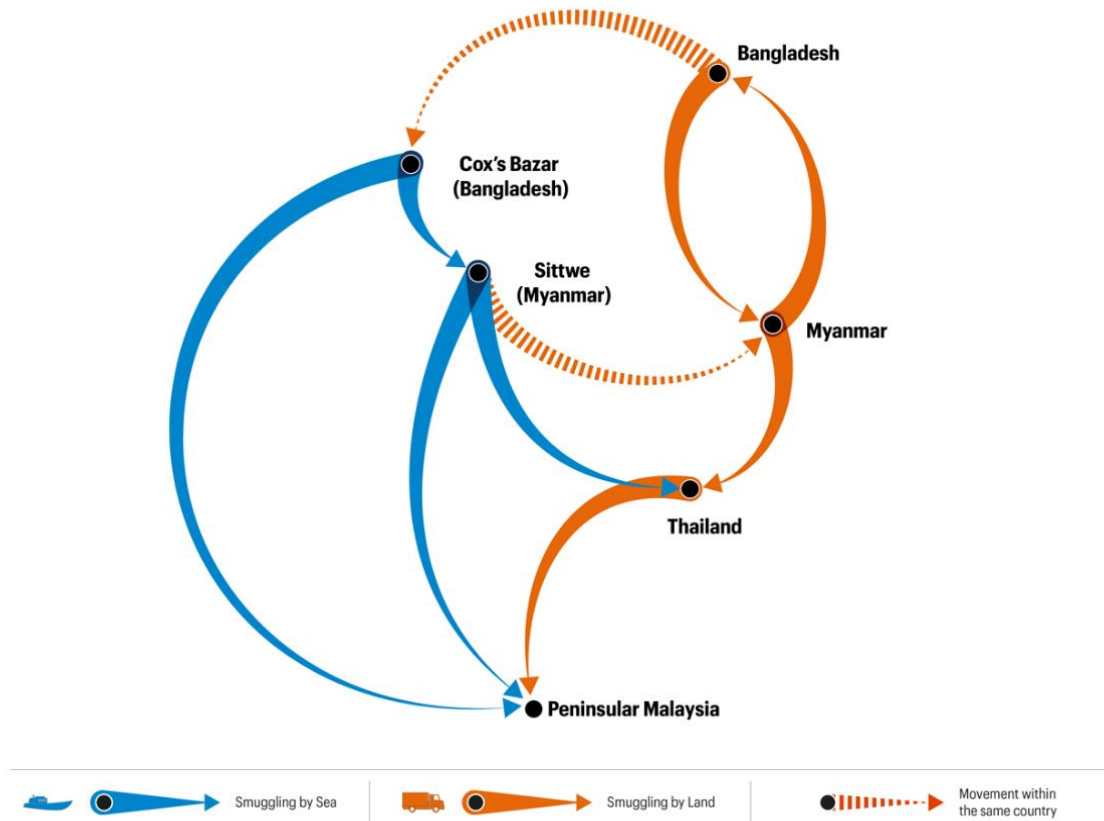 Bangladesh
Cox's Bazar
(Bangladesh)
Sittwe
(Myanmar)
Myanmar
Thailand
Peninsular Malaysia
Smuggling by Sea
Smuggling by Land
Movement within
the same country